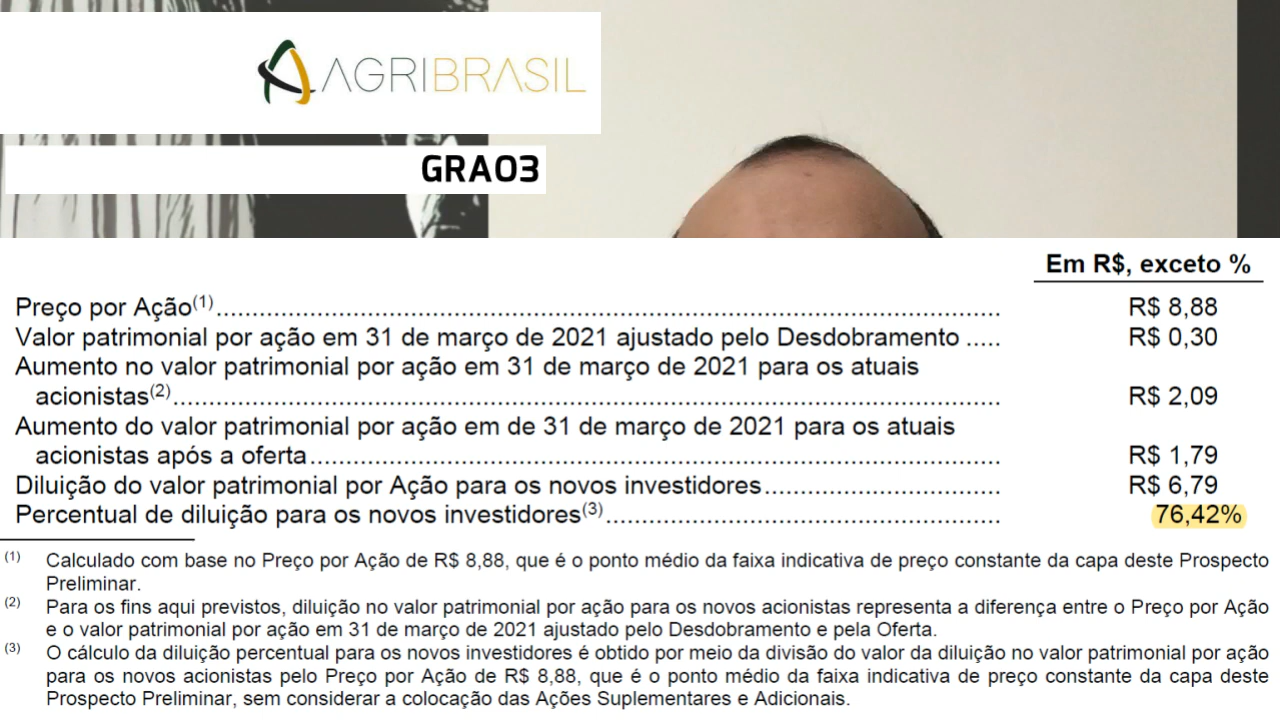 AGRIBRASIL
GRAO3
Em R$, exceto %
Preço por Ação(1)........................................................................................................ R$ 8,88
Valor patrimonial por ação em 31 de março de 2021 ajustado pelo Desdobramento ..... R$ 0,30
Aumento no valor patrimonial por ação em 31 de março de 2021 para os atuais
acionistas(2)................................................................................................................ R$ 2,09
Aumento do valor patrimonial por ação em de 31 de março de 2021 para os atuais
acionistas após a oferta.............................................................................................. R$ 1,79
Diluição do valor patrimonial por Ação para os novos investidores................................ R$ 6,79
Percentual de diluição para os novos investidores(3)..................................................... 76,42%
(1) Calculado com base no Preço por Ação de R$ 8,88, que é o ponto médio da faixa indicativa de preço constante da capa deste Prospecto
Preliminar.
(2) Para os fins aqui previstos, diluição no valor patrimonial por ação para os novos acionistas representa a diferença entre o Preço por Ação
e o valor patrimonial por ação em 31 de março de 2021 ajustado pelo Desdobramento e pela Oferta.
(3) O cálculo da diluição percentual para os novos investidores é obtido por meio da divisão do valor da diluição no valor patrimonial por ação
para os novos acionistas pelo Preço por Ação de R$ 8,88, que é o ponto médio da faixa indicativa de preço constante da capa deste
Prospecto Preliminar, sem considerar a colocação das Ações Suplementares e Adicionais.